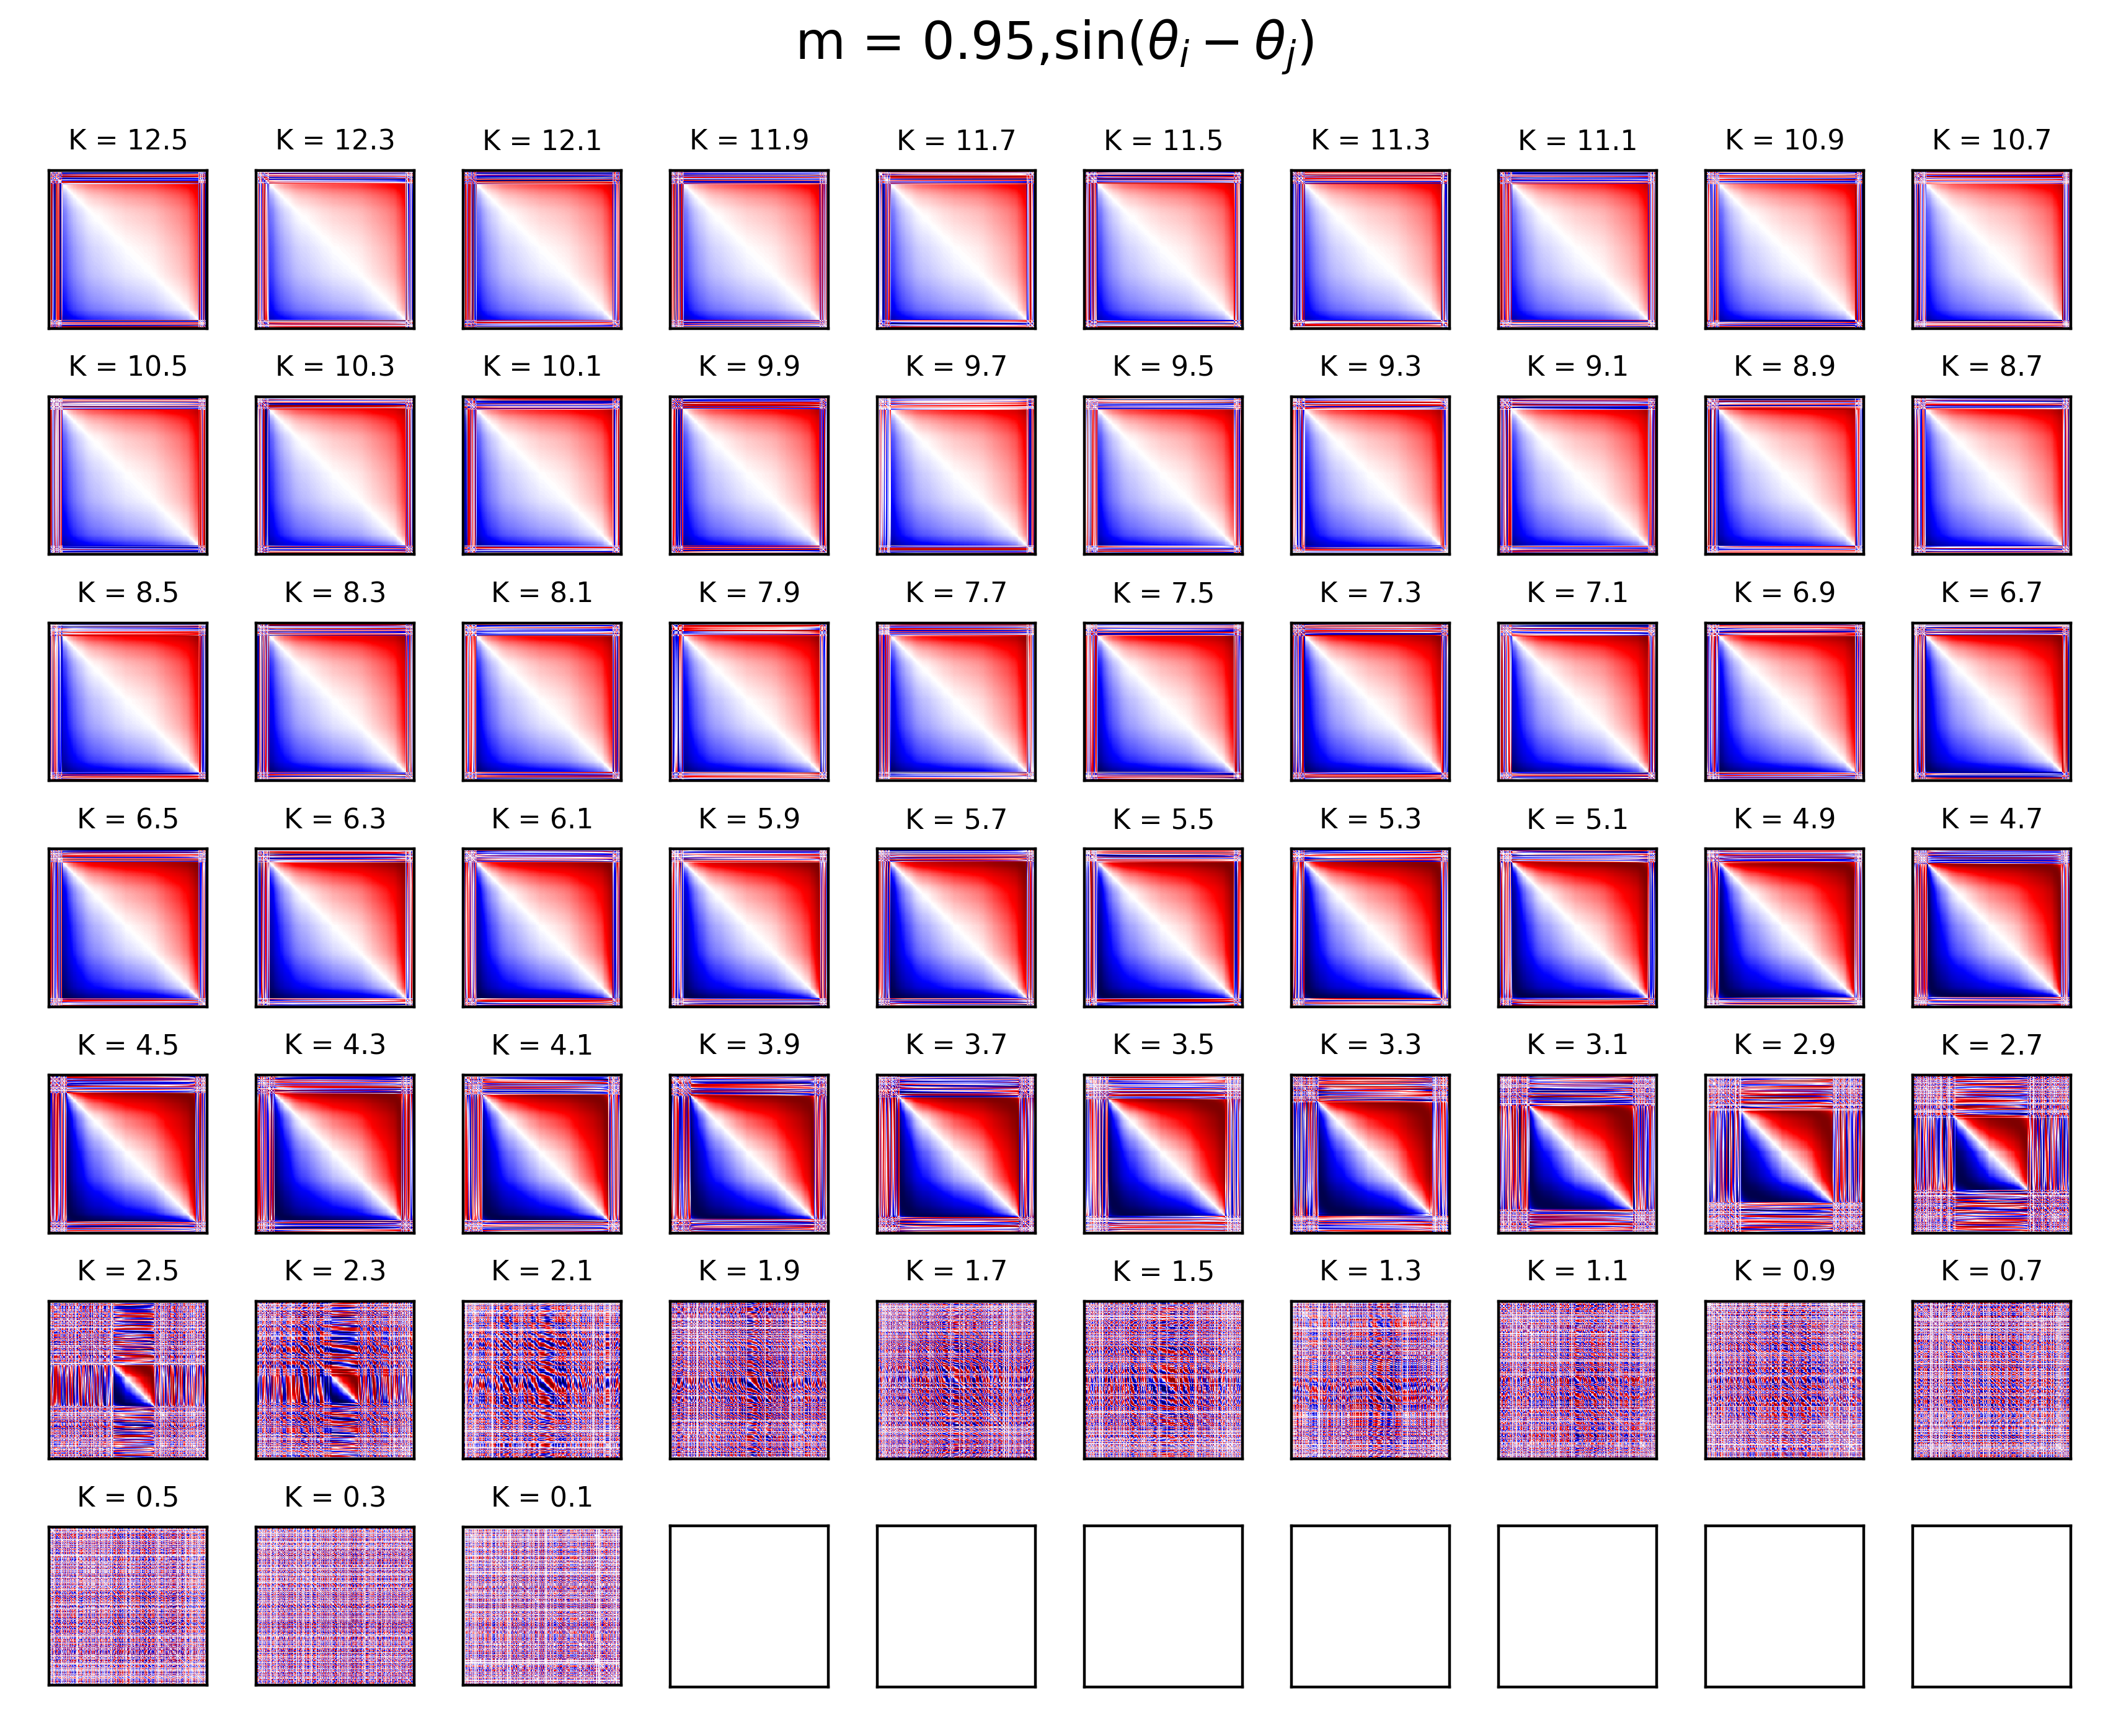 m = 0.95,sin(θi − θj)
K = 12.5 K = 12.3 K = 12.1 K = 11.9 K = 11.7 K = 11.5 K = 11.3 K = 11.1 K = 10.9 K = 10.7
K = 10.5 K = 10.3 K = 10.1 K = 9.9 K = 9.7 K = 9.5 K = 9.3 K = 9.1 K = 8.9 K = 8.7
K = 8.5 K = 8.3 K = 8.1 K = 7.9 K = 7.7 K = 7.5 K = 7.3 K = 7.1 K = 6.9 K = 6.7
K = 6.5 K = 6.3 K = 6.1 K = 5.9 K = 5.7 K = 5.5 K = 5.3 K = 5.1 K = 4.9 K = 4.7
K = 4.5 K = 4.3 K = 4.1 K = 3.9 K = 3.7 K = 3.5 K = 3.3 K = 3.1 K = 2.9 K = 2.7
K = 2.5 K = 2.3 K = 2.1 K = 1.9 K = 1.7 K = 1.5 K = 1.3 K = 1.1 K = 0.9 K = 0.7
K = 0.5 K = 0.3 K = 0.1